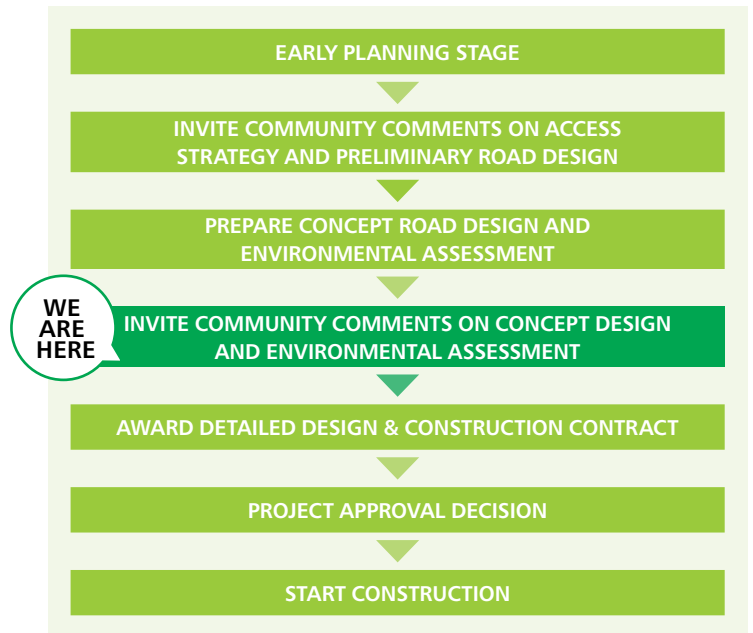 EARLY PLANNING STAGE
INVITE COMMUNITY COMMENTS ON ACCESS
STRATEGY AND PRELIMINARY ROAD DESIGN
PREPARE CONCEPT ROAD DESIGN AND
ENVIRONMENTAL ASSESSMENT
WE
ARE
HERE
INVITE COMMUNITY COMMENTS ON CONCEPT DESIGN
AND ENVIRONMENTAL ASSESSMENT
AWARD DETAILED DESIGN & CONSTRUCTION CONTRACT
PROJECT APPROVAL DECISION
START CONSTRUCTION